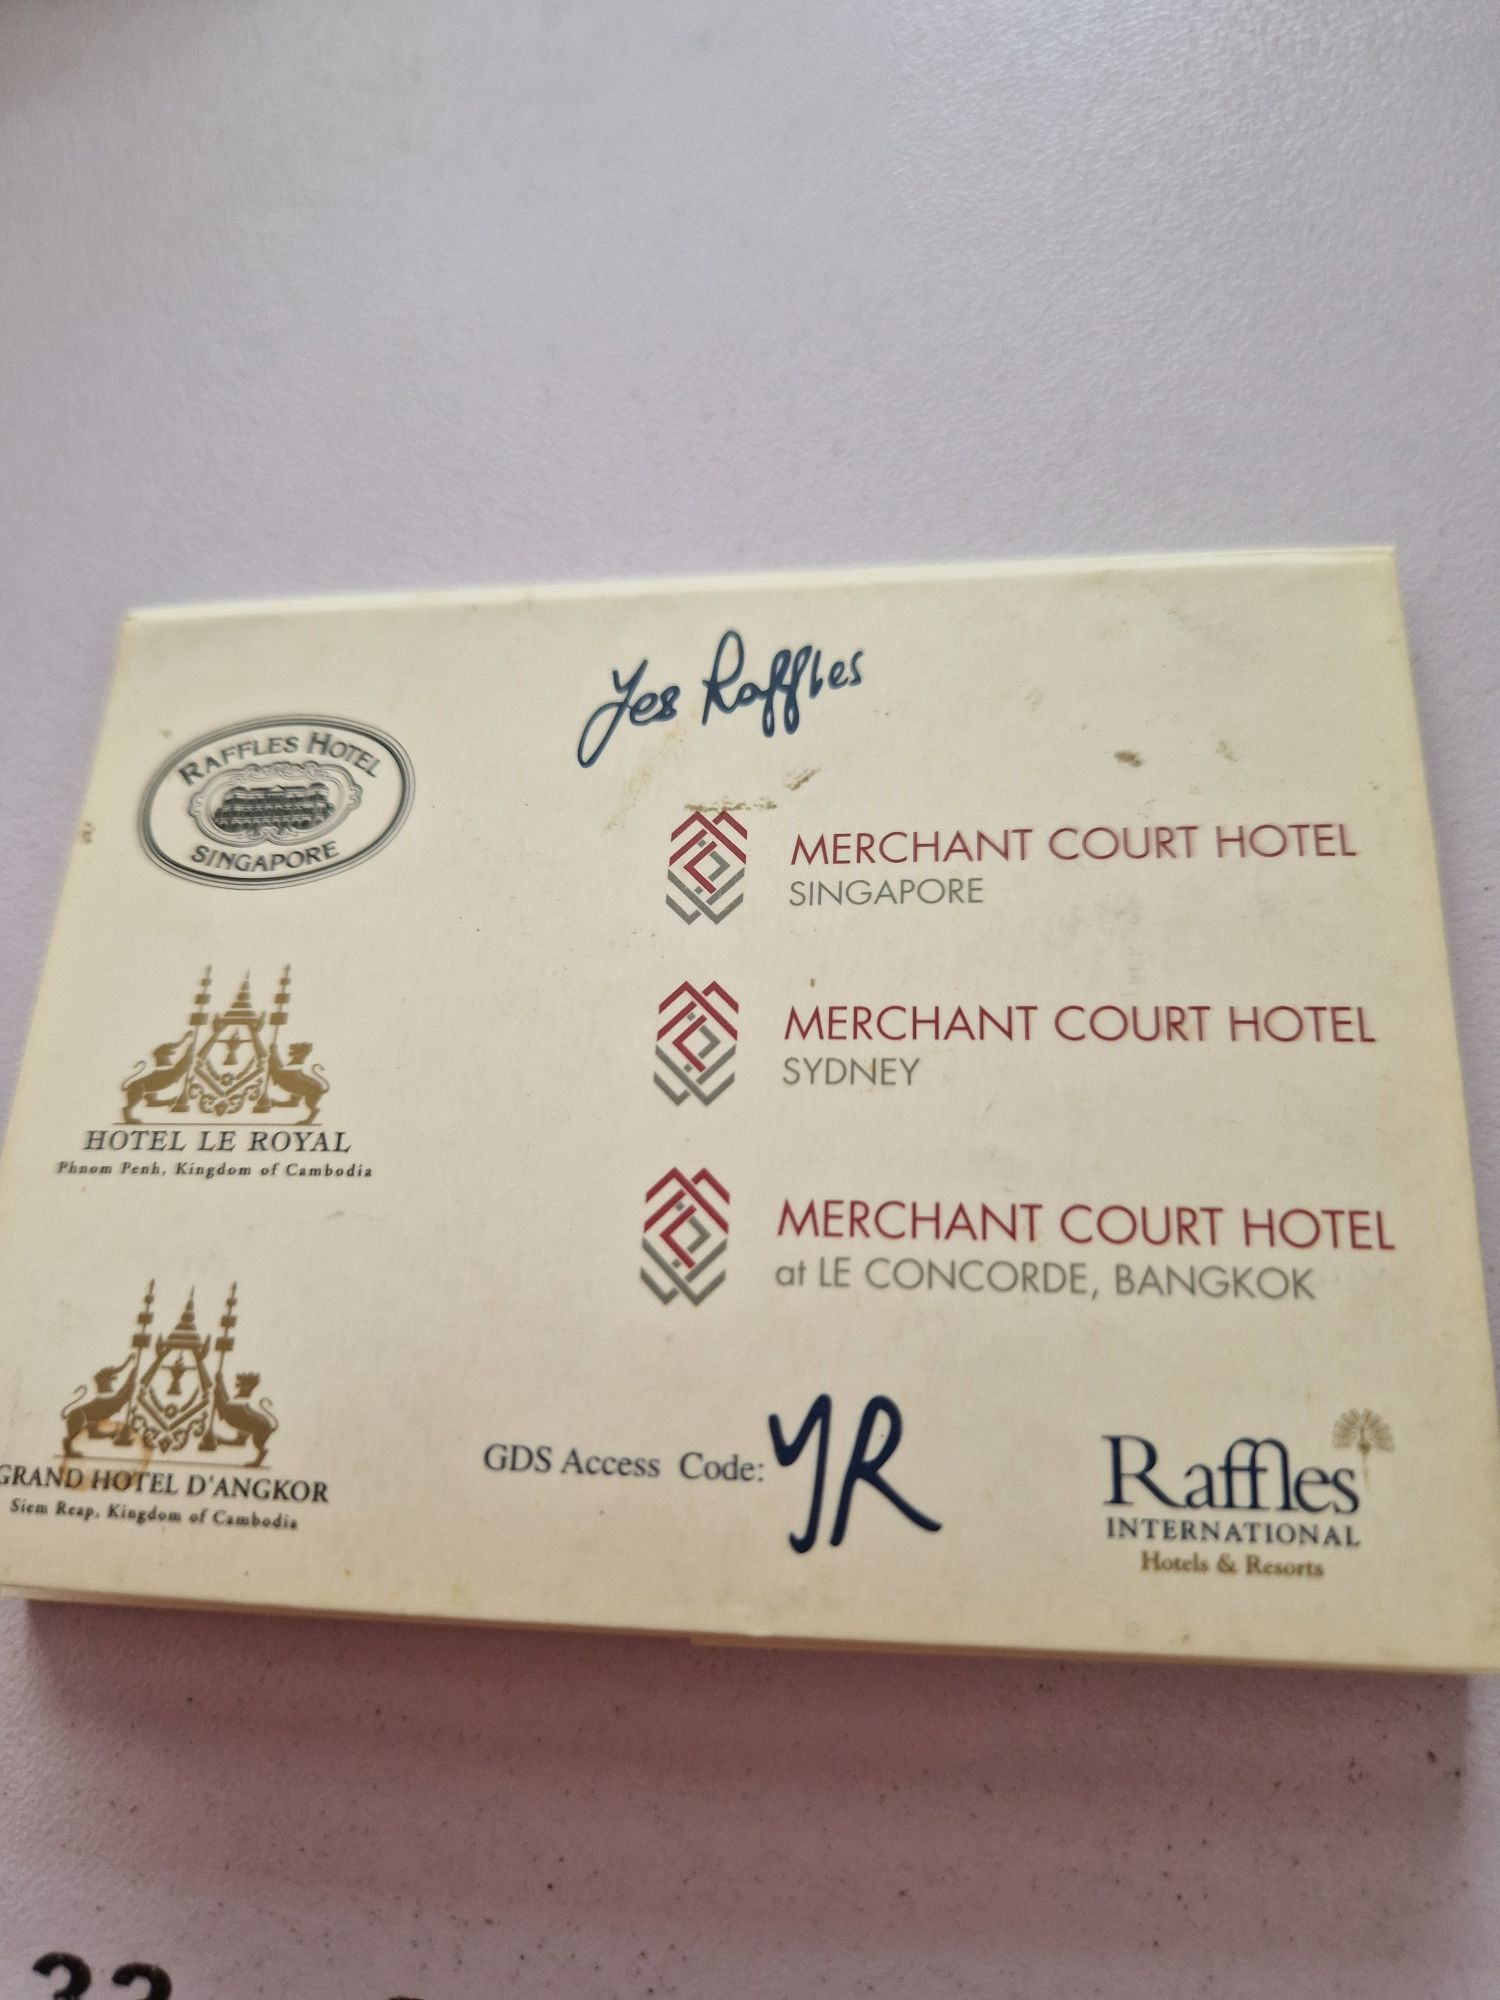 Yes Raffles
RAFFLES HOTEL
SINGAPORE
MERCHANT COURT HOTEL
SINGAPORE
HOTEL LE ROYAL
Phnom Penh, Kingdom of Cambodia
MERCHANT COURT HOTEL
SYDNEY
MERCHANT COURT HOTEL
at LE CONCORDE, BANGKOK
GRAND HOTEL D'ANGKOR
Siem Reap, Kingdom of Cambodia
GDS Access Code: YR
Raffles
INTERNATIONAL
Hotels & Resorts